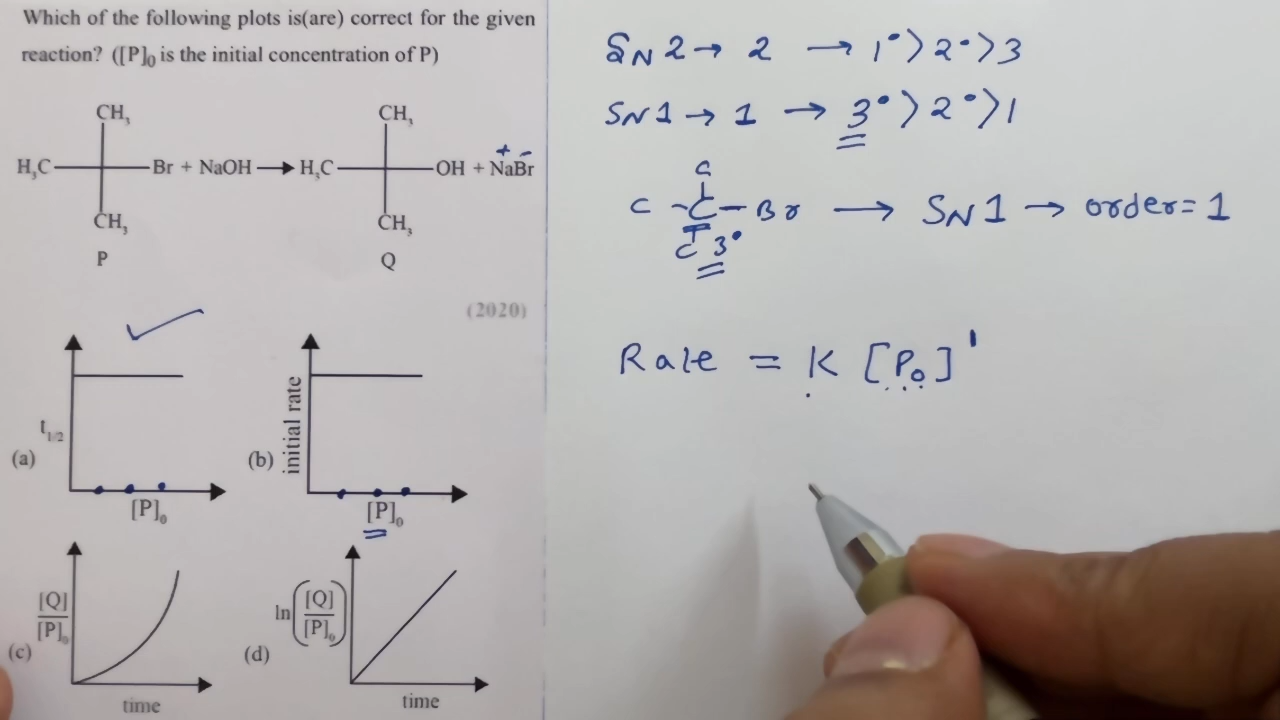 Which of the following plots is(are) correct for the given
reaction? ([P]₀ is the initial concentration of P)
CH₃
H₃C
Br + NaOH
CH₃
P
CH₃
H₃C
OH + NaBr
+ -
CH₃
Q
(2020)
t₁/₂
(a)
[P]₀
initial rate
(b)
[P]₀
[Q]
[P]₀
(c)
time
ln([Q]/[P]₀)
(d)
time
SN2 → 2 → 1° > 2° > 3
SN1 → 1 → 3° > 2° > 1
C
C - C - Br → SN1 → order = 1
C 3°
Rate = K [P₀]¹